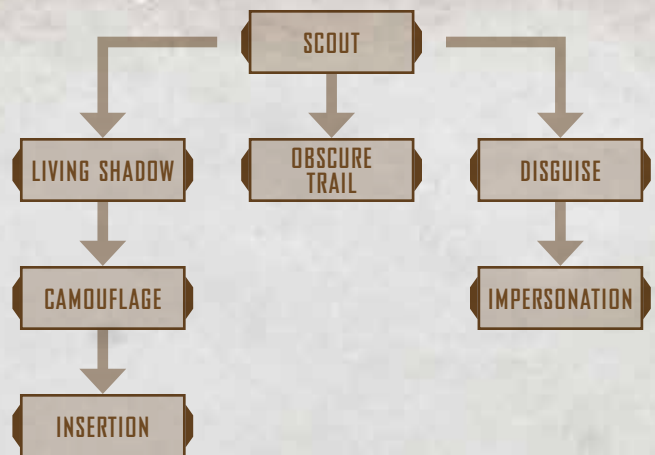 SCOUT
LIVING SHADOW
OBSCURE
TRAIL
DISGUISE
CAMOUFLAGE
IMPERSONATION
INSERTION